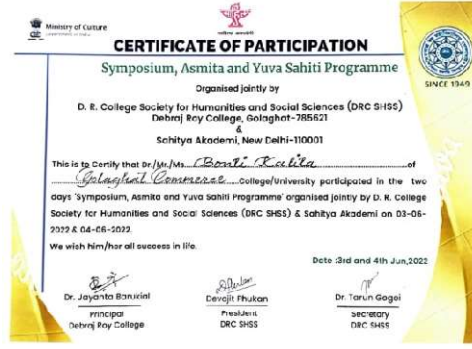 Ministry of Culture
CERTIFICATE OF PARTICIPATION
Symposium, Asmita and Yuva Sahiti Programme
SINCE 1949
Organised jointly by
D. R. College Society for Humanities and Social Sciences (DRC SHSS)
Debraj Roy College, Golaghat-785621
&
Sahitya Akademi, New Delhi-110001
This is to Certify that Dr/Mr/Ms. Bonti Kalita of
Golaghat Commerce College/University participated in the two
days 'Symposium, Asmita and Yuva Sahiti Programme' organised jointly by D. R. College
Society for Humanities and Social Sciences (DRC SHSS) & Sahitya Akademi on 03-06-
2022 & 04-06-2022.
We wish him/her all success in life.
Date :3rd and 4th Jun,2022
Dr. Jayanta Barukial
Devajit Phukan
Dr. Tarun Gogoi
Principal
President
Secretary
Debraj Roy College
DRC SHSS
DRC SHSS